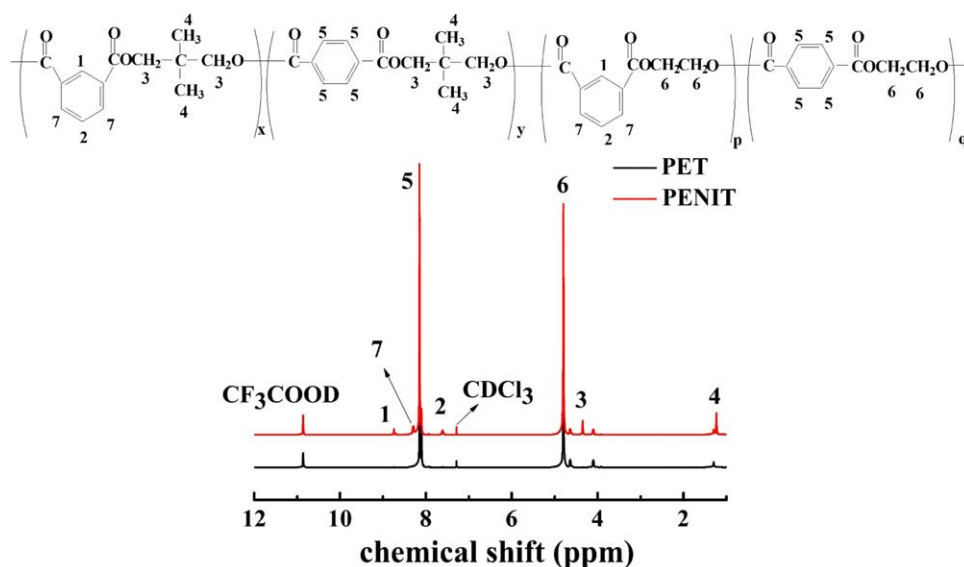 4 4
O O CH₃ O 5 5 O CH₃ O O O 5 5 O
C 1 COCH₂-C-CH₂O C COCH₂-C-CH₂O C 1 COCH₂CH₂O C COCH₂CH₂O
3 CH₃ 3 5 5 3 CH₃ 3 6 6 5 5 6 6
7 7 4 x 4 y 7 7 p q
2 2
5 6 PET
PENIT
7
CF₃COOD CDCl₃
1 2 3 4
12 10 8 6 4 2
chemical shift (ppm)